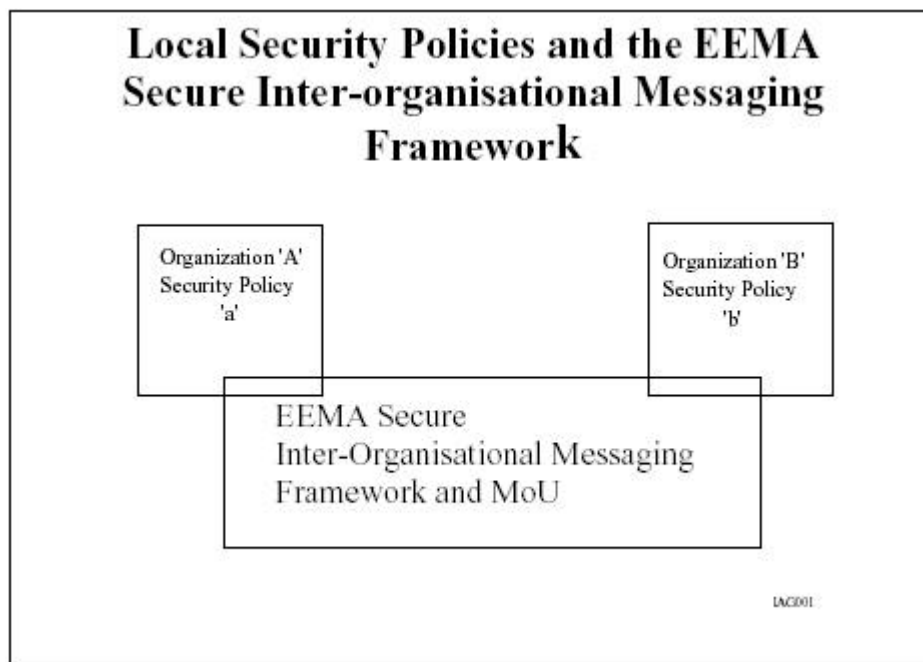 Local Security Policies and the EEMA
Secure Inter-organisational Messaging
Framework
Organization 'A'
Security Policy
'a'
Organization 'B'
Security Policy
'b'
EEMA Secure
Inter-Organisational Messaging
Framework and MoU